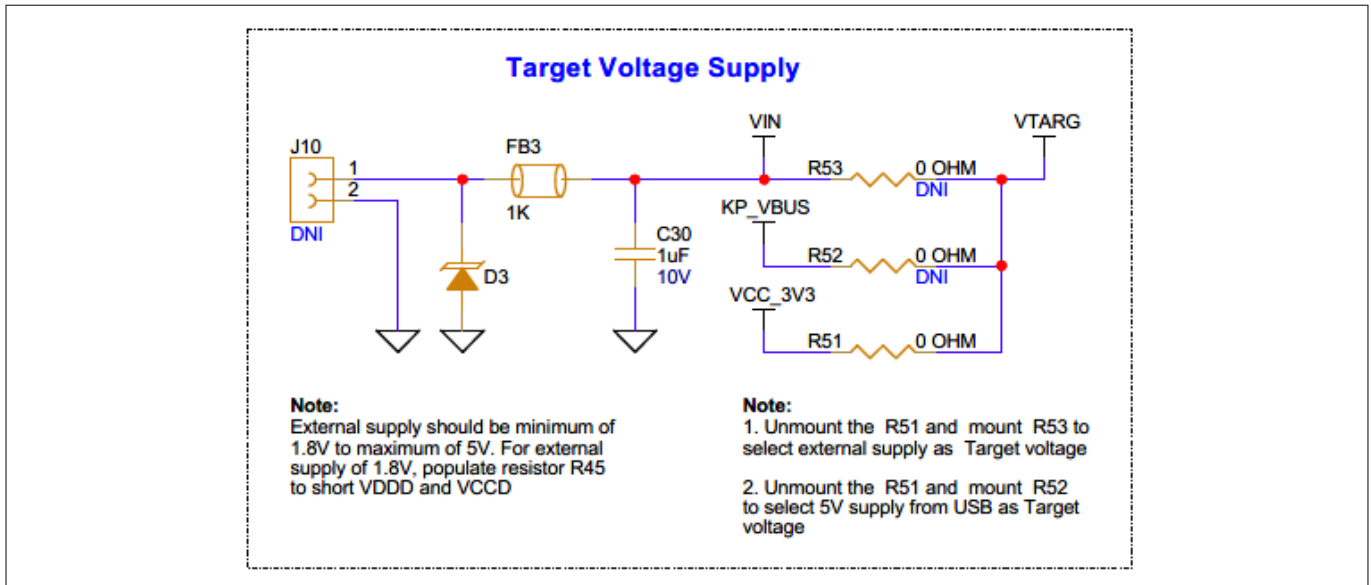 Target Voltage Supply
VIN
VTARG
J10
1
2
DNI
FB3
1K
R53
0 OHM
DNI
KP_VBUS
C30
1uF
10V
R52
0 OHM
DNI
D3
VCC_3V3
R51
0 OHM
Note:
External supply should be minimum of
1.8V to maximum of 5V. For external
supply of 1.8V, populate resistor R45
to short VDDD and VCCD
Note:
1. Unmount the R51 and mount R53 to
select external supply as Target voltage
2. Unmount the R51 and mount R52
to select 5V supply from USB as Target
voltage